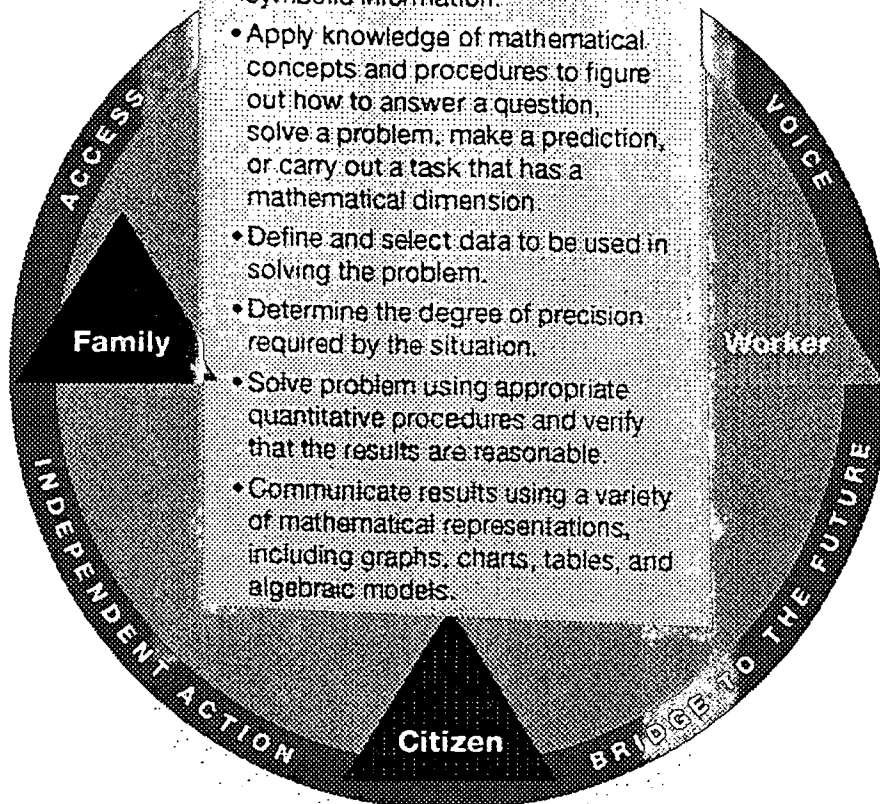 symbolic information.
• Apply knowledge of mathematical
concepts and procedures to figure
out how to answer a question,
solve a problem, make a prediction,
or carry out a task that has a
mathematical dimension
• Define and select data to be used in
solving the problem.
• Determine the degree of precision
required by the situation.
• Solve problem using appropriate
quantitative procedures and verify
that the results are reasonable.
• Communicate results using a variety
of mathematical representations,
including graphs, charts, tables, and
algebraic models.
ACCESS
VOICE
Family
Worker
INDEPENDENT ACTION
BRIDGE TO THE FUTURE
Citizen